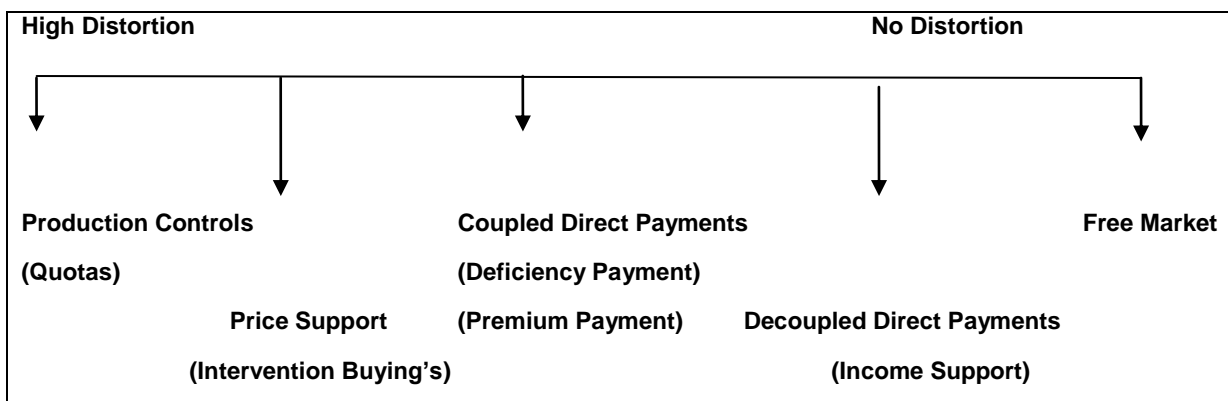 High Distortion No Distortion
Production Controls Coupled Direct Payments Free Market
(Quotas) (Deficiency Payment)
Price Support (Premium Payment) Decoupled Direct Payments
(Intervention Buying’s) (Income Support)